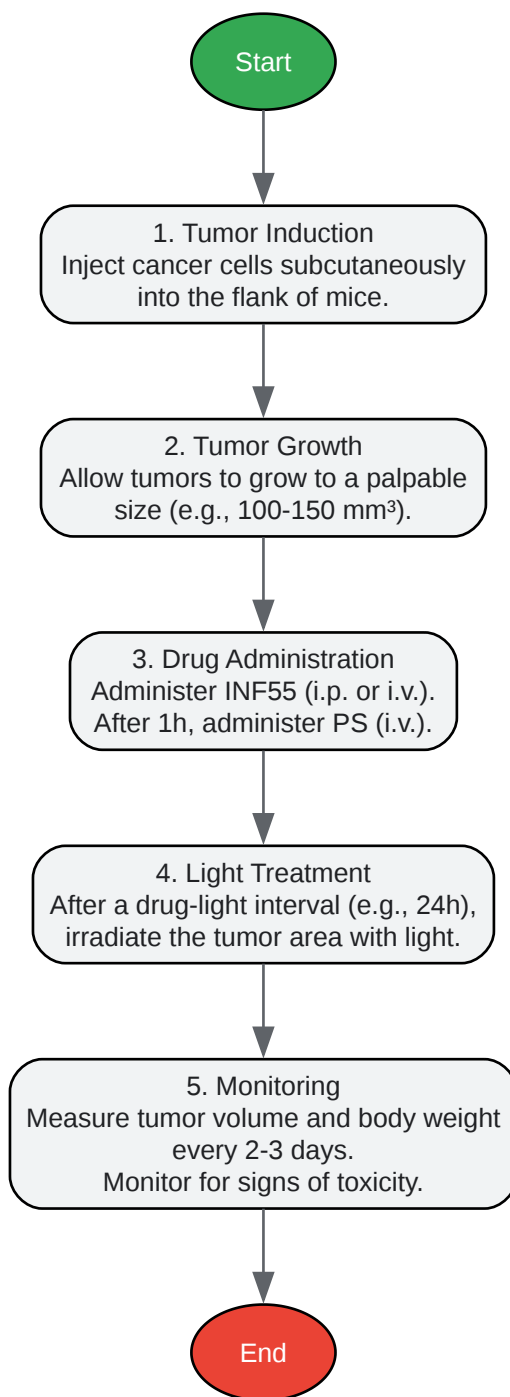 Start
1. Tumor Induction
Inject cancer cells subcutaneously
into the flank of mice.
2. Tumor Growth
Allow tumors to grow to a palpable
size (e.g., 100-150 mm³).
3. Drug Administration
Administer INF55 (i.p. or i.v.).
After 1h, administer PS (i.v.).
4. Light Treatment
After a drug-light interval (e.g., 24h),
irradiate the tumor area with light.
5. Monitoring
Measure tumor volume and body weight
every 2-3 days.
Monitor for signs of toxicity.
End